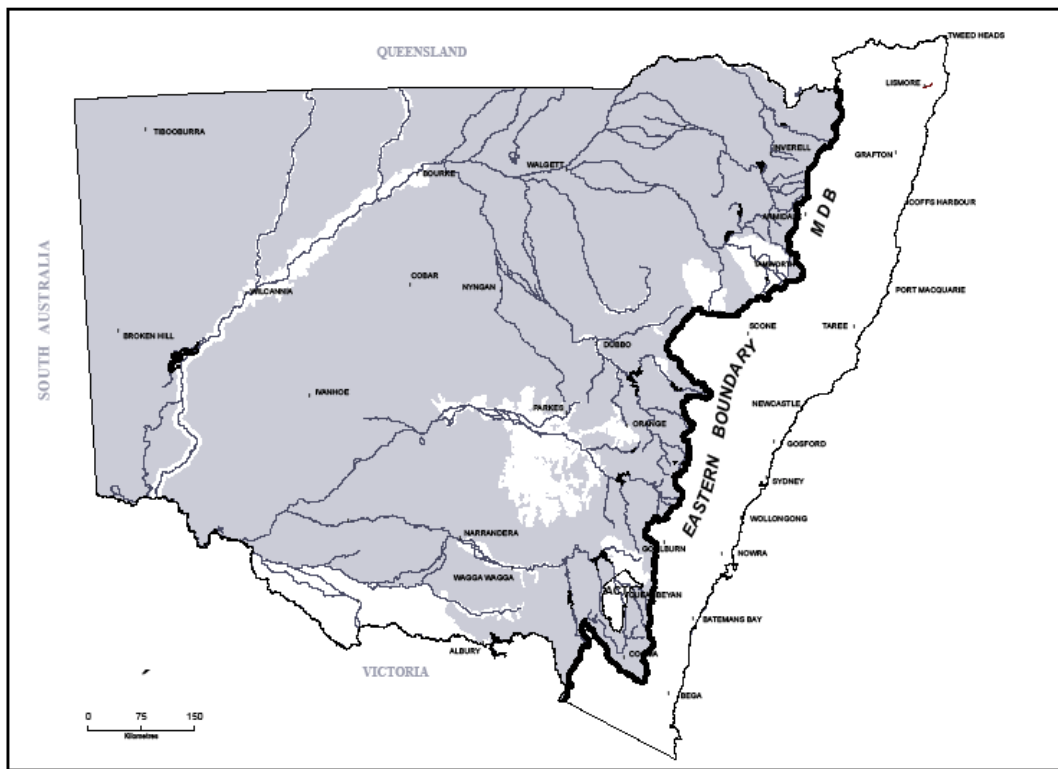 QUEENSLAND
TWEED HEADS
LISMORE
TIBOOBURRA
INVERELL
GRAFTON
WALGETT
BOURKE
COFFS HARBOUR
ARMIDALE
MDB
TAMWORTH
COBAR
NYNGAN
WILCANNIA
PORT MACQUARIE
SOUTH AUSTRALIA
BROKEN HILL
SCONE
TAREE
DUBBO
IVANHOE
NEWCASTLE
PARKES
ORANGE
EASTERN BOUNDARY
GOSFORD
SYDNEY
WOLLONGONG
NARRANDERA
GOULBURN
NOWRA
WAGGA WAGGA
ACT
QUEANBEYAN
BATEMANS BAY
ALBURY
VICTORIA
COOMA
BEGA
0 75 150
Kilometres